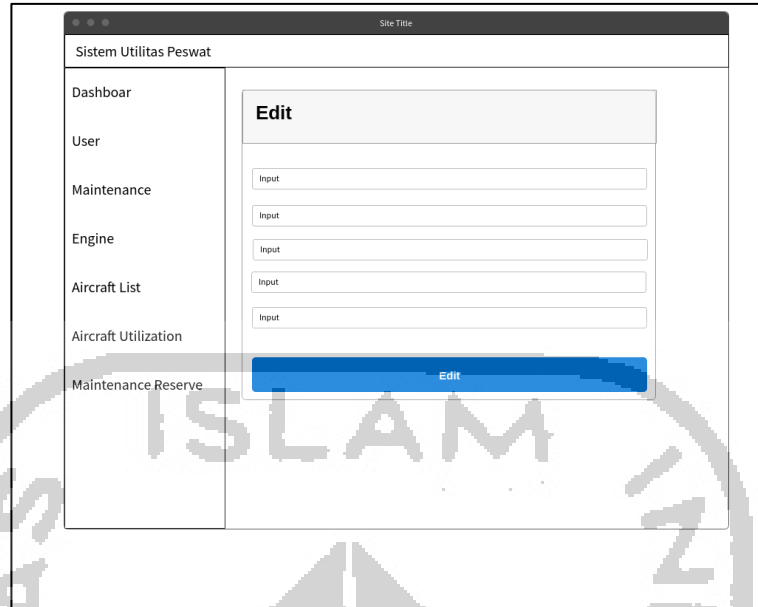 Site Title
Sistem Utilitas Peswat
Dashboar
User
Maintenance
Engine
Aircraft List
Aircraft Utilization
Maintenance Reserve
Edit
Input
Input
Input
Input
Input
Edit
ISLAM